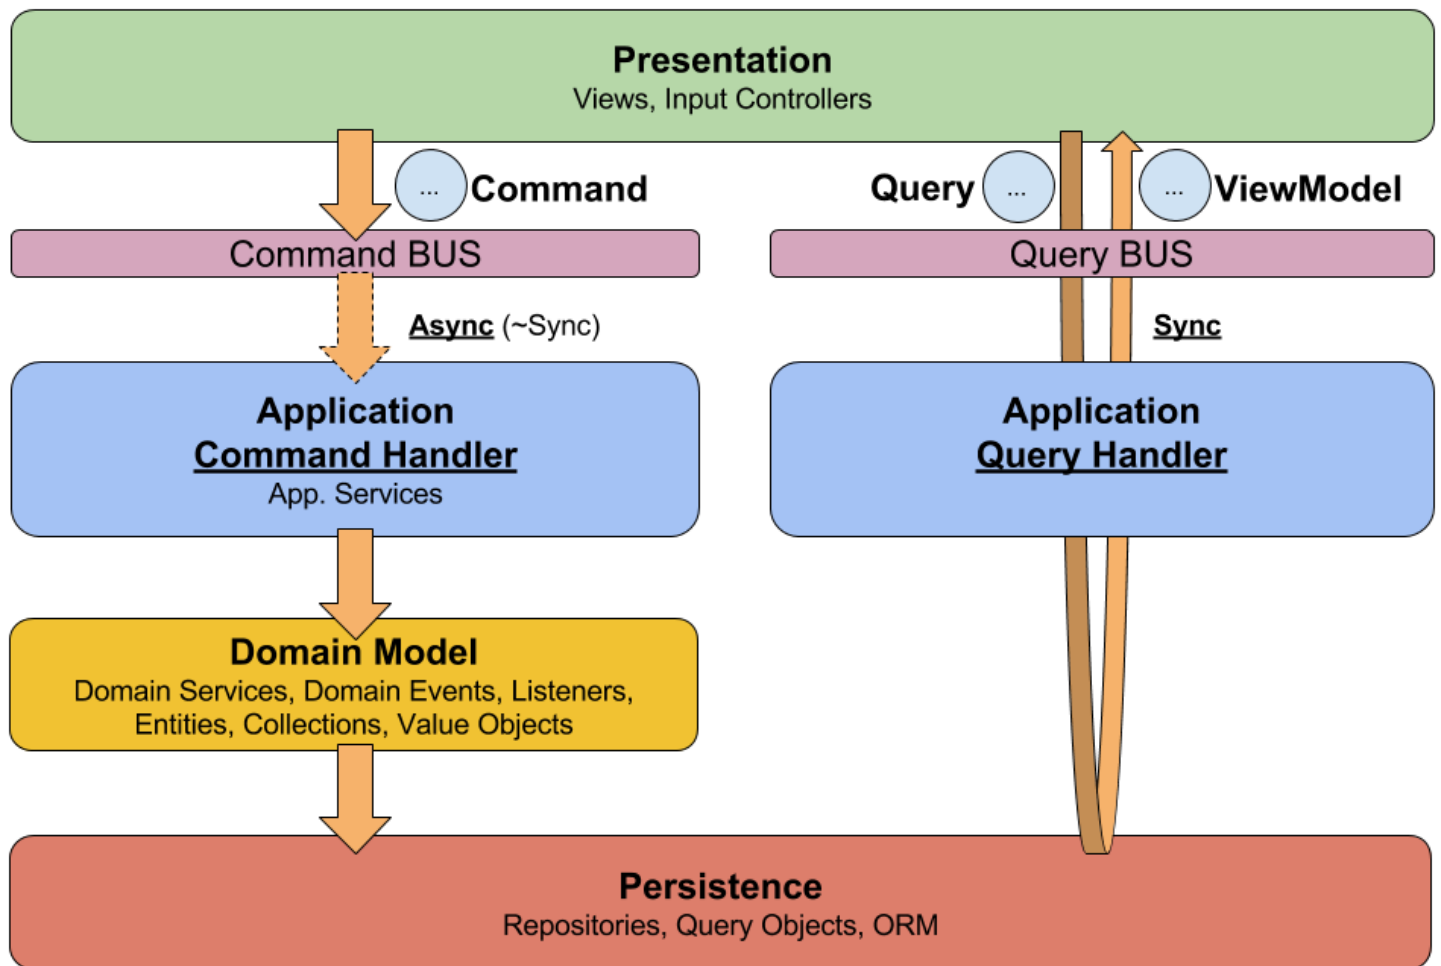 Presentation
Views, Input Controllers
... Command
Query ...
... ViewModel
Command BUS
Query BUS
Async (~Sync)
Sync
Application
Command Handler
App. Services
Application
Query Handler
Domain Model
Domain Services, Domain Events, Listeners,
Entities, Collections, Value Objects
Persistence
Repositories, Query Objects, ORM